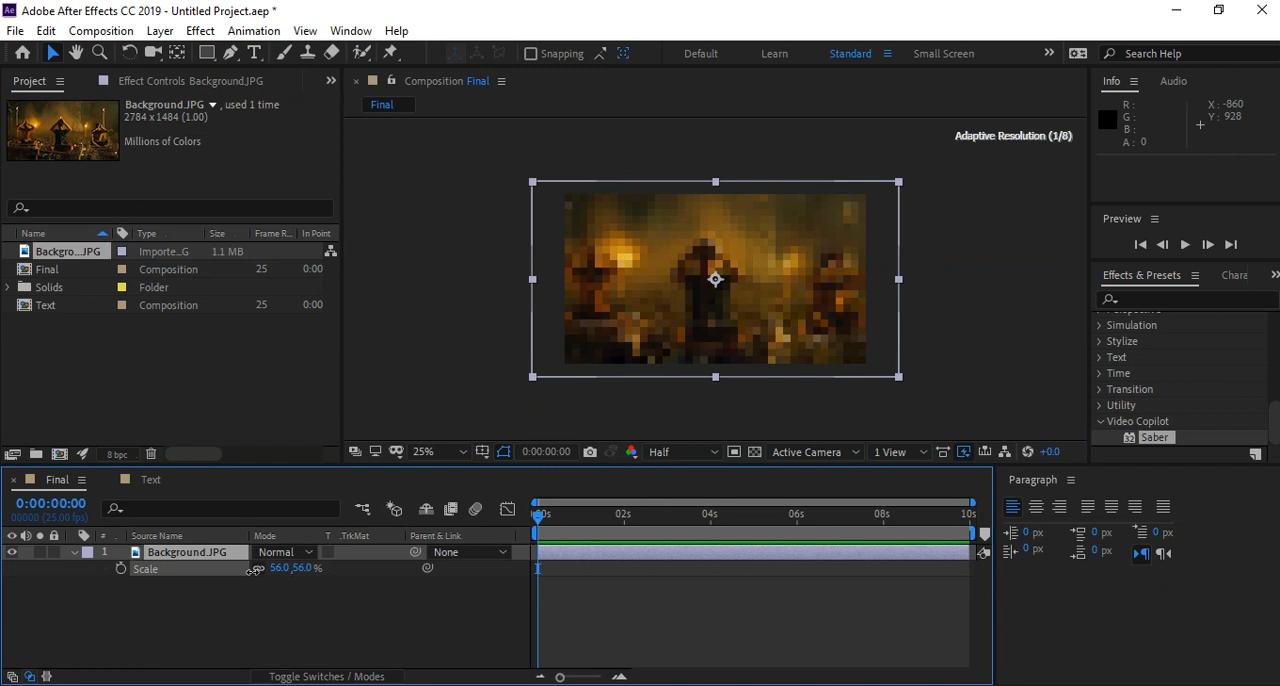 Adobe After Effects CC 2019 - Untitled Project.aep *
File Edit Composition Layer Effect Animation View Window Help
Snapping Default Learn Standard Small Screen Search Help
Project Effect Controls Background.JPG
Background.JPG , used 1 time
2784 x 1484 (1.00)
Millions of Colors
Name Type Size Frame R... In Point
Backgro...JPG Importe...G 1.1 MB
Final Composition 25 0:00
Solids Folder
Text Composition 25 0:00
8 bpc
Composition Final
Final
Adaptive Resolution (1/8)
25% 0:00:00:00 Half Active Camera 1 View +0.0
Info Audio
R: X: -860
G: Y: 928
B:
A: 0
Preview
Effects & Presets Chara
Simulation
Stylize
Text
Time
Transition
Utility
Video Copilot
Saber
Final Text
0:00:00:00
00000 (25.00 fps)
# . Source Name Mode T .TrkMat Parent & Link
1 Background.JPG Normal None
Scale 56.0,56.0%
02s 04s 06s 08s 10s
Toggle Switches / Modes
Paragraph
0 px 0 px 0 px
0 px 0 px